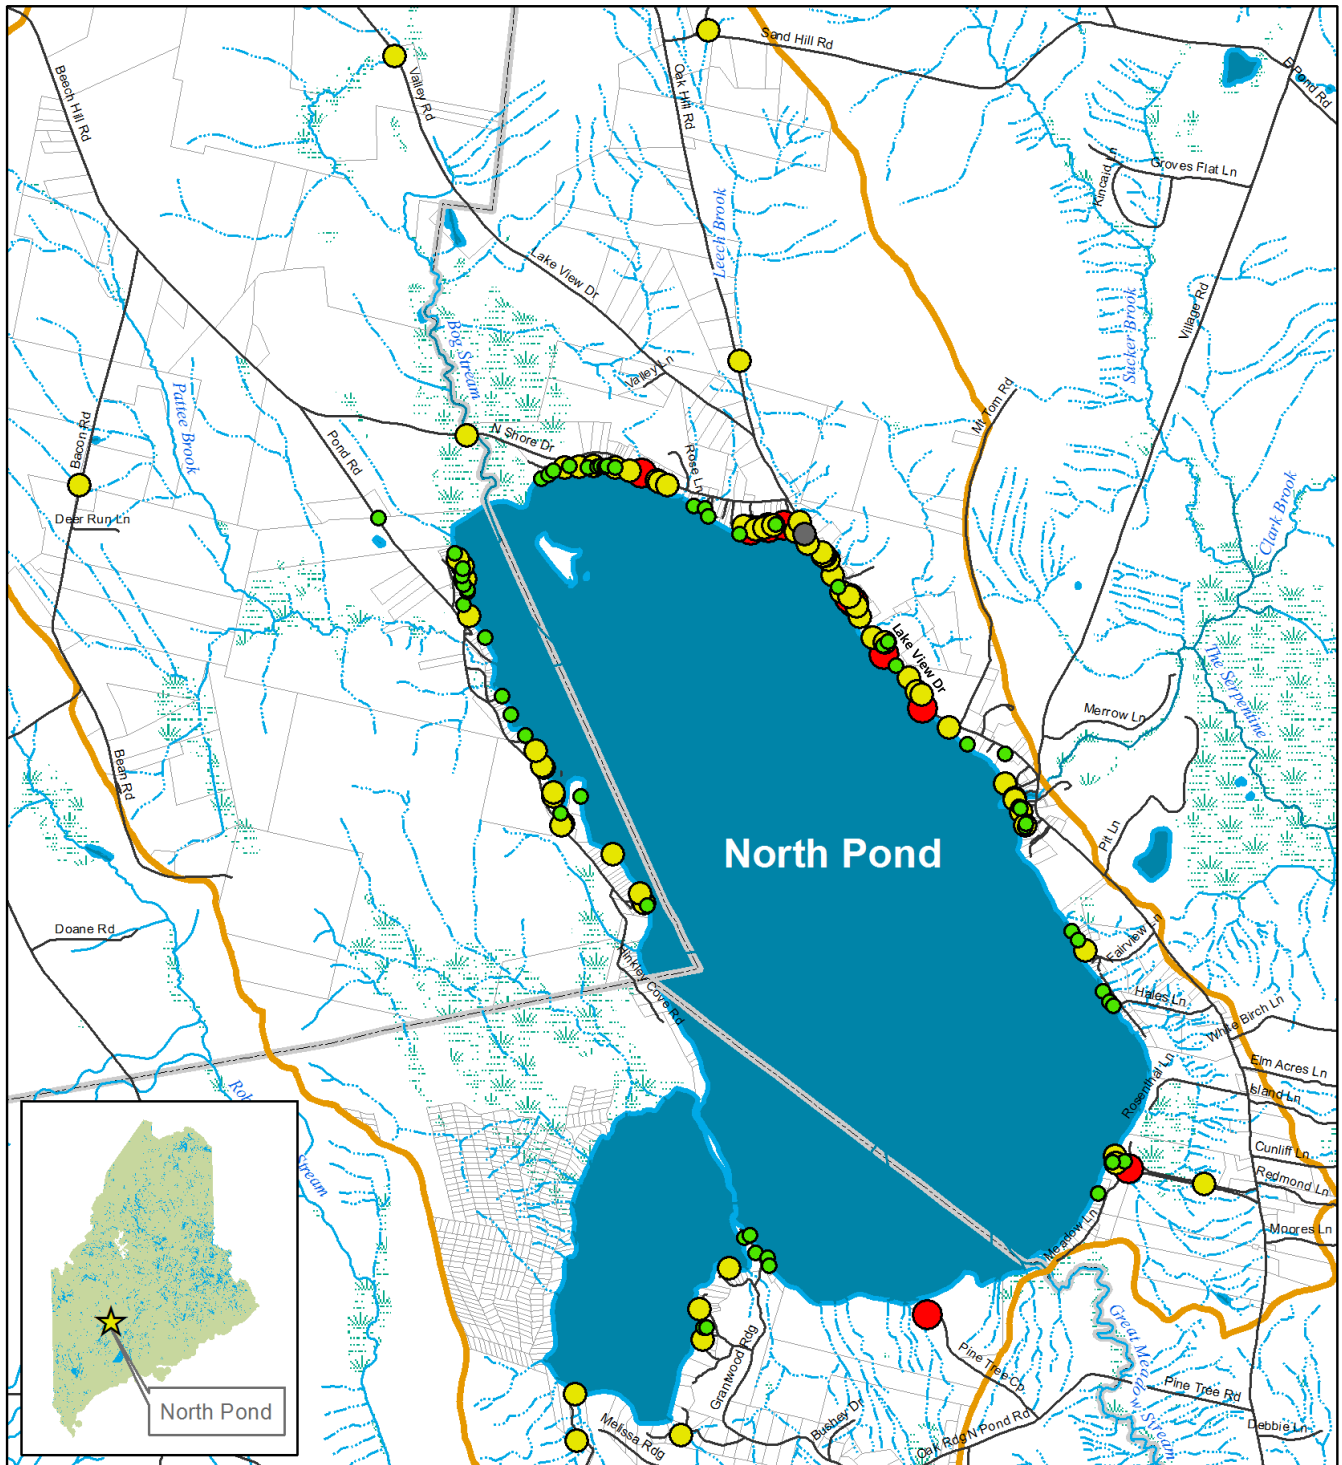 Sand Hill Rd
E Pond Rd
Beech Hill Rd
Valley Rd
Oak Hill Rd
Groves Flat Ln
Kincaid Ln
Leech Brook
Lake View Dr
Village Rd
Sucker Brook
Bog Stream
Valley Ln
Pattee Brook
Mt Tom Rd
Bacon Rd
Pond Rd
N Shore Dr
Rose Ln
Clark Brook
Deer Run Ln
Lake View Dr
The Serpentine
Merrow Ln
Bean Rd
Pit Ln
North Pond
Doane Rd
Fairview Ln
Hinkley Cove Rd
Hales Ln
White Birch Ln
Elm Acres Ln
Rosenthal Ln
Island Ln
Stream
Cunliff Ln
Redmond Ln
Moores Ln
Meadow Ln
Great Meadow Stream
Pine Tree Cp
Grantwood Rdg
Pine Tree Rd
North Pond
Melissa Rdg
Bushey Dr
Oak Rdg
N Pond Rd
Debbie Ln